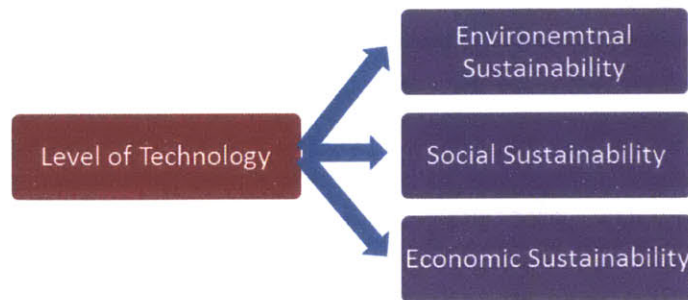 Environemtnal
Sustainability
Level of Technology
Social Sustainability
Economic Sustainability